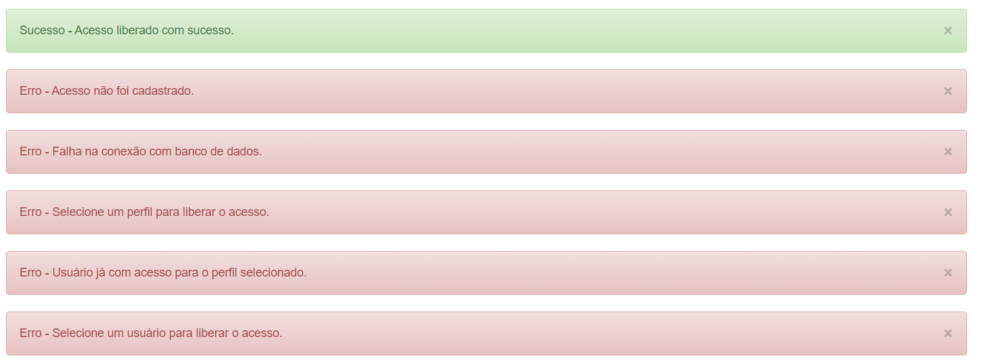 Sucesso - Acesso liberado com sucesso. ×
Erro - Acesso não foi cadastrado. ×
Erro - Falha na conexão com banco de dados. ×
Erro - Selecione um perfil para liberar o acesso. ×
Erro - Usuário já com acesso para o perfil selecionado. ×
Erro - Selecione um usuário para liberar o acesso. ×